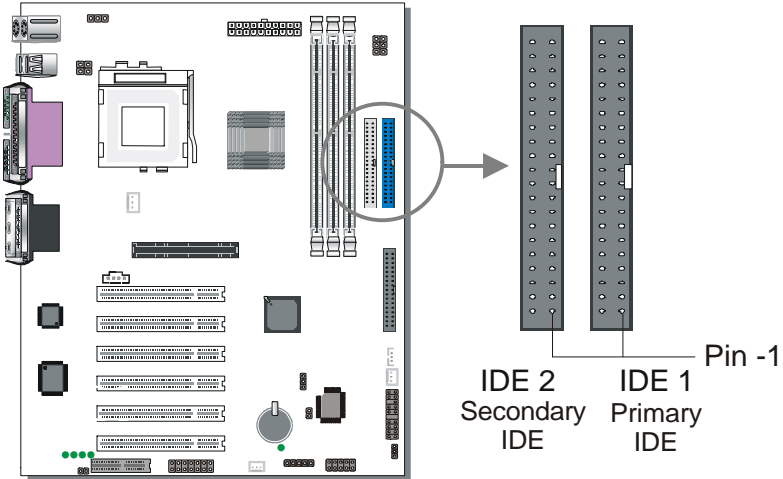 Pin -1
IDE 2
Secondary
IDE
IDE 1
Primary
IDE